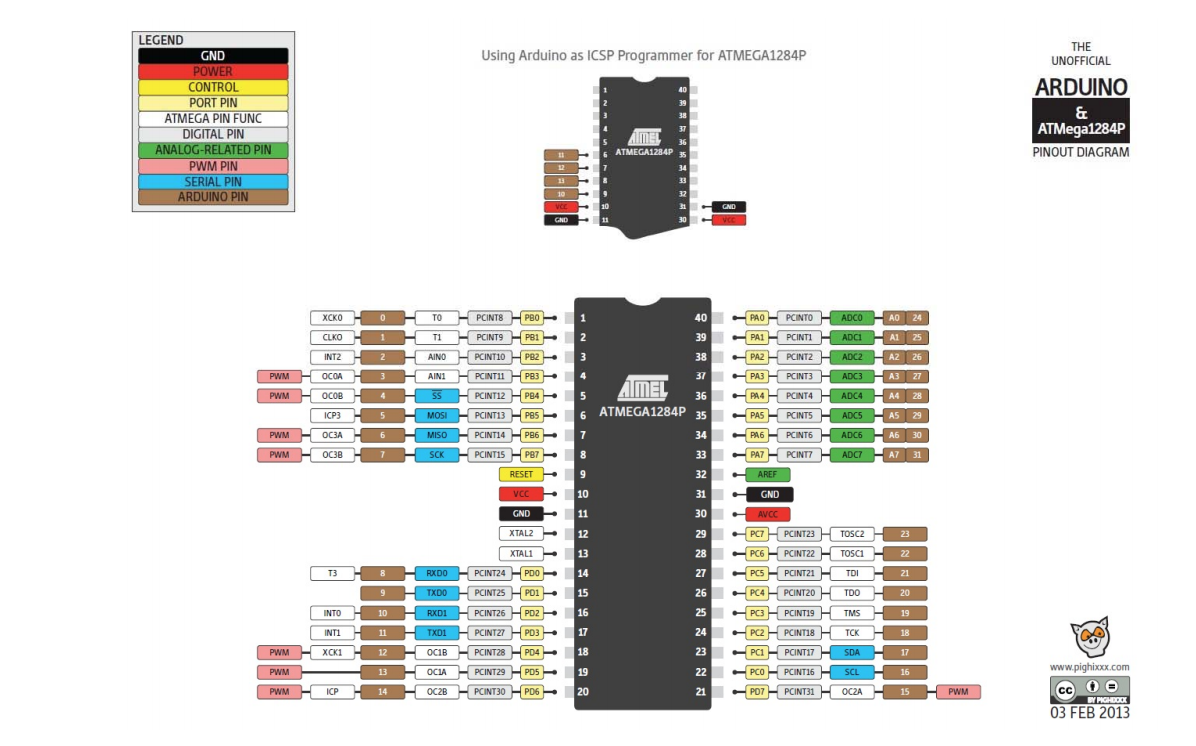 LEGEND
GND
POWER
CONTROL
PORT PIN
ATMEGA PIN FUNC
DIGITAL PIN
ANALOG-RELATED PIN
PWM PIN
SERIAL PIN
ARDUINO PIN
Using Arduino as ICSP Programmer for ATMEGA1284P
THE
UNOFFICIAL
ARDUINO
&
ATMega1284P
PINOUT DIAGRAM
1 40
2 39
3 38
4 37
5 ATMEL 36
11 6 ATMEGA1284P 35
12 7 34
13 8 33
10 9 32
VCC 10 31 GND
GND 11 30 VCC
XCK0 0 T0 PCINT8 PB0 1 40 PA0 PCINT0 ADC0 A0 24
CLKO 1 T1 PCINT9 PB1 2 39 PA1 PCINT1 ADC1 A1 25
INT2 2 AIN0 PCINT10 PB2 3 38 PA2 PCINT2 ADC2 A2 26
PWM OC0A 3 AIN1 PCINT11 PB3 4 37 PA3 PCINT3 ADC3 A3 27
PWM OC0B 4 SS PCINT12 PB4 5 ATMEL 36 PA4 PCINT4 ADC4 A4 28
ICP3 5 MOSI PCINT13 PB5 6 ATMEGA1284P 35 PA5 PCINT5 ADC5 A5 29
PWM OC3A 6 MISO PCINT14 PB6 7 34 PA6 PCINT6 ADC6 A6 30
PWM OC3B 7 SCK PCINT15 PB7 8 33 PA7 PCINT7 ADC7 A7 31
RESET 9 32 AREF
VCC 10 31 GND
GND 11 30 AVCC
XTAL2 12 29 PC7 PCINT23 TOSC2 23
XTAL1 13 28 PC6 PCINT22 TOSC1 22
T3 8 RXD0 PCINT24 PD0 14 27 PC5 PCINT21 TDI 21
9 TXD0 PCINT25 PD1 15 26 PC4 PCINT20 TDO 20
INT0 10 RXD1 PCINT26 PD2 16 25 PC3 PCINT19 TMS 19
INT1 11 TXD1 PCINT27 PD3 17 24 PC2 PCINT18 TCK 18
PWM XCK1 12 OC1B PCINT28 PD4 18 23 PC1 PCINT17 SDA 17
PWM 13 OC1A PCINT29 PD5 19 22 PC0 PCINT16 SCL 16
PWM ICP 14 OC2B PCINT30 PD6 20 21 PD7 PCINT31 OC2A 15 PWM
www.pighixxx.com
cc
BY PIGHIXXX
03 FEB 2013